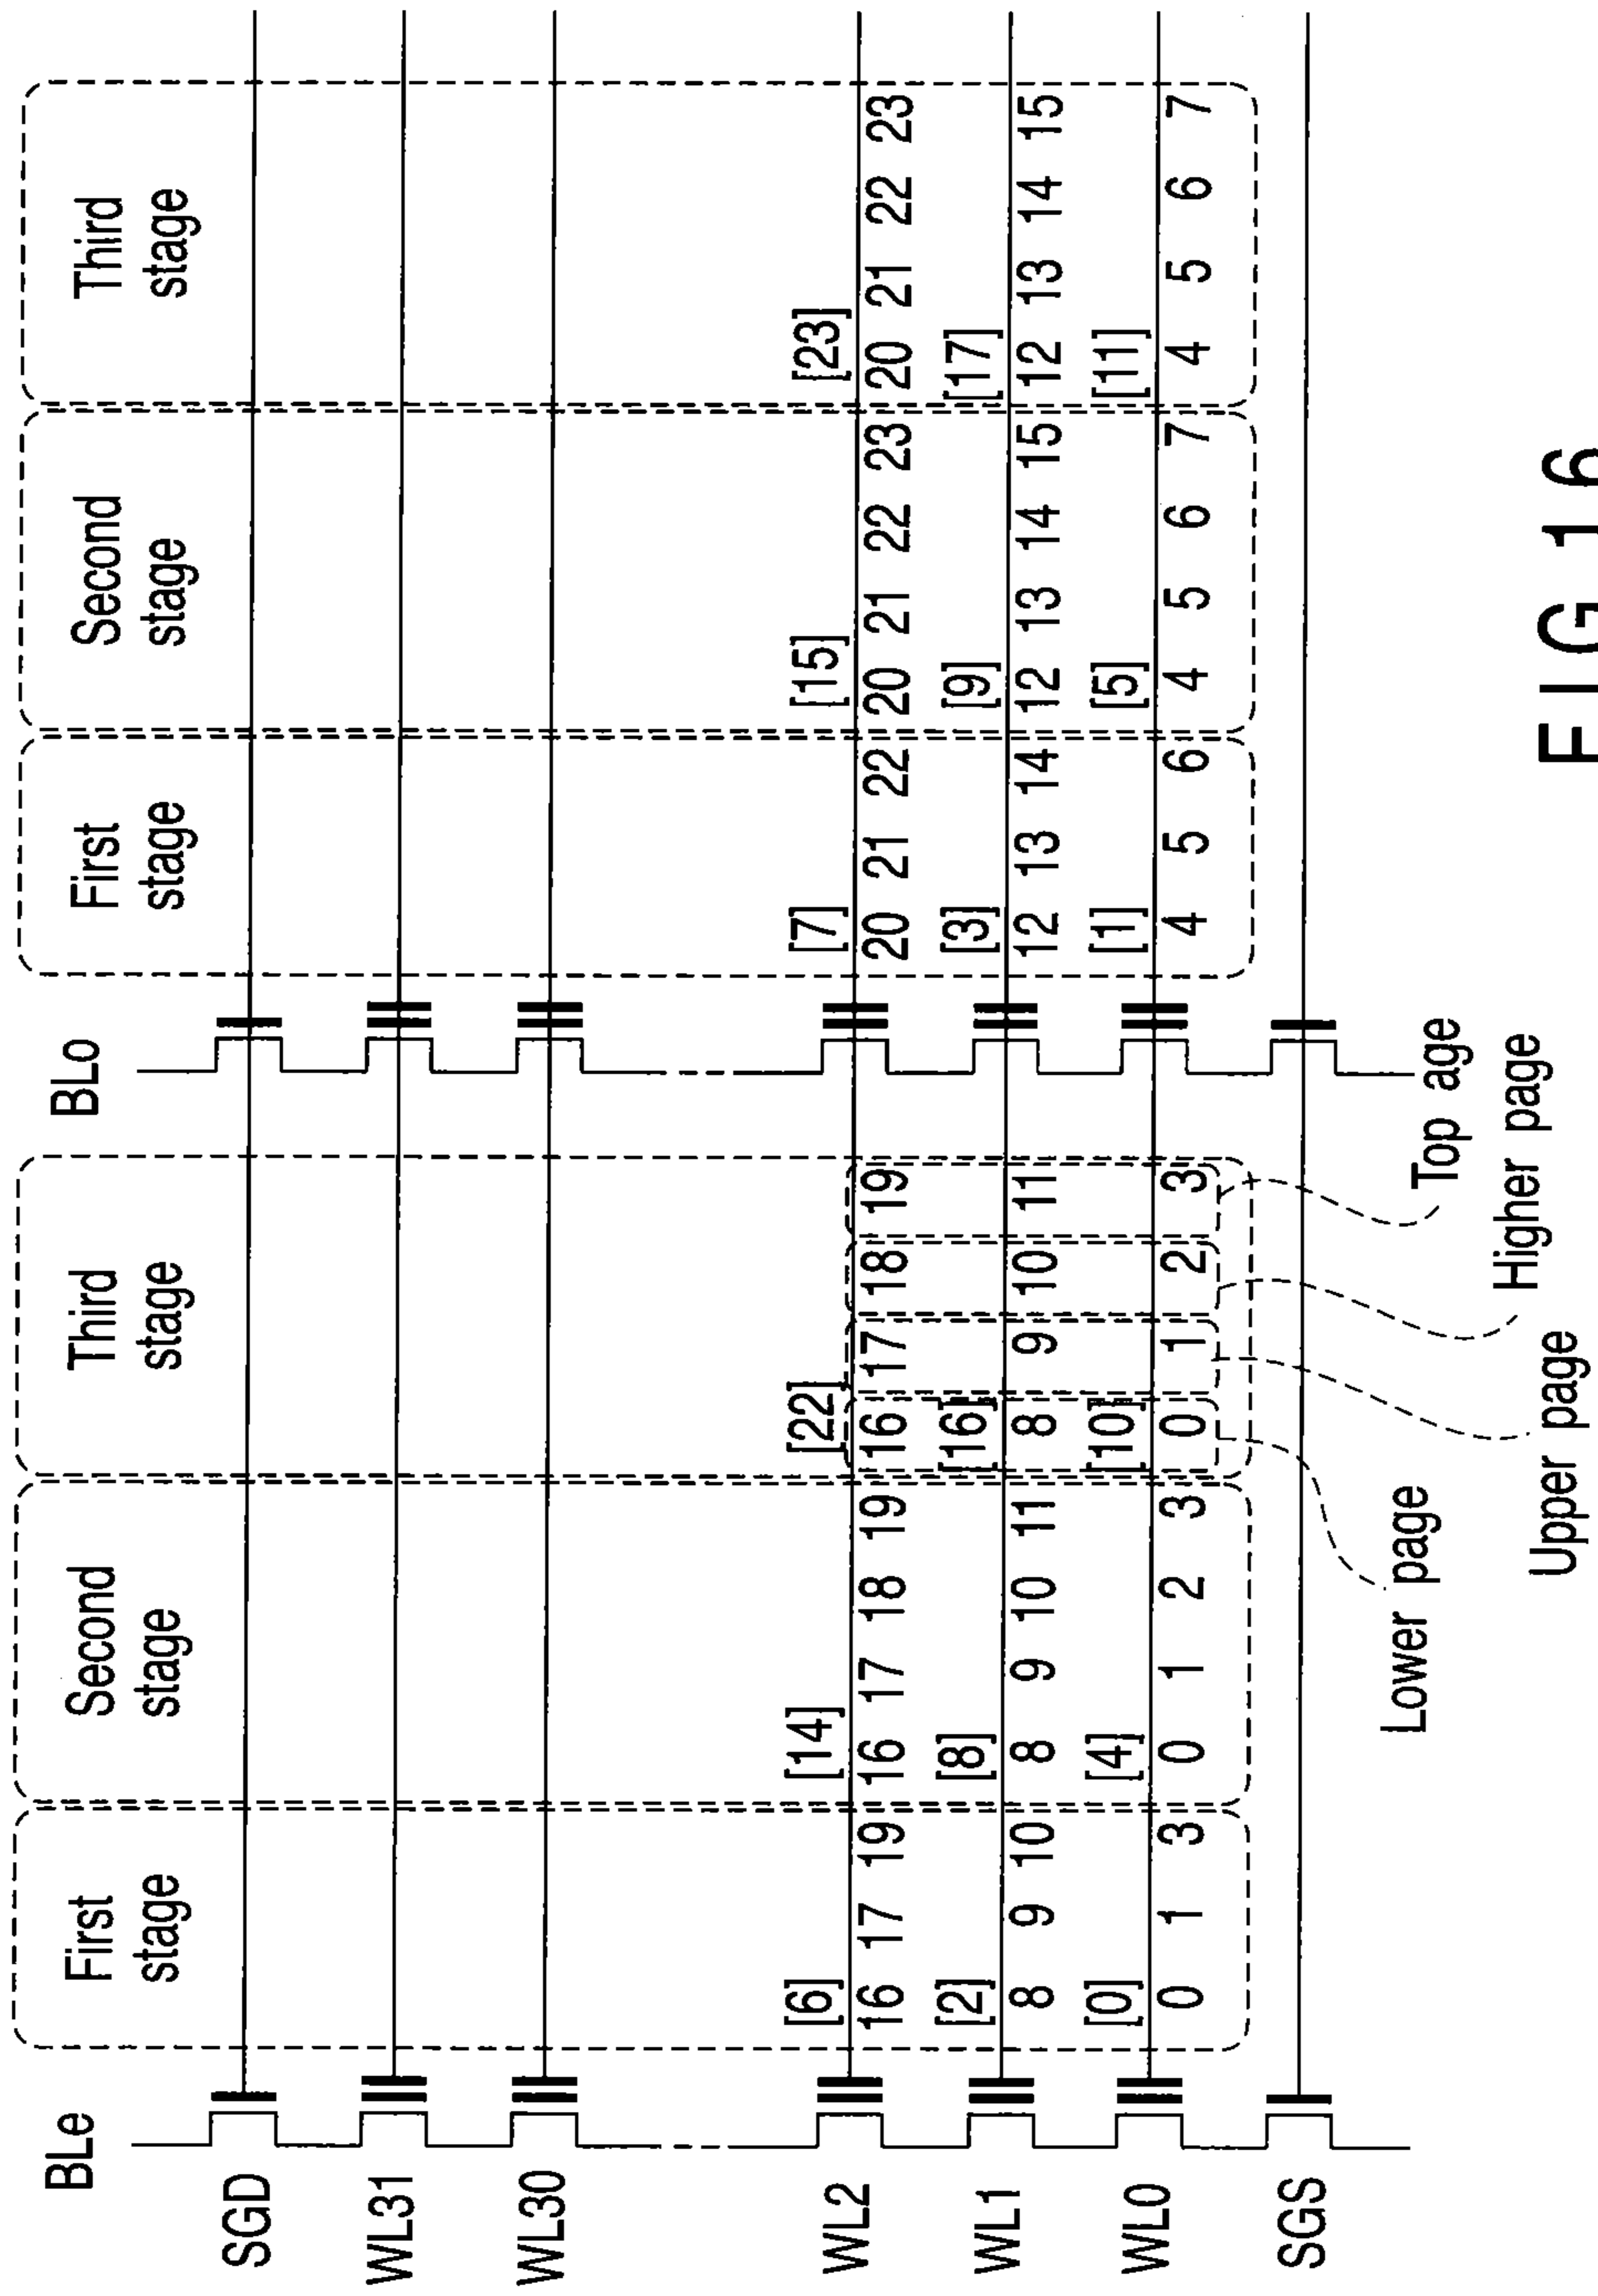 BLe
First
stage
Second
stage
Third
stage
BLo
First
stage
Second
stage
Third
stage
SGD
WL31
WL30
[6] [14] [22] [7] [15] [23]
WL2 16 17 19 16 17 18 19 16 17 18 19 20 21 22 20 21 22 23 20 21 22 23
[2] [8] [16] [3] [9] [17]
WL1 8 9 10 8 9 10 11 8 9 10 11 12 13 14 12 13 14 15 12 13 14 15
[0] [4] [10] [1] [5] [11]
WL0 0 1 3 0 1 2 3 0 1 2 3 4 5 6 4 5 6 7 4 5 6 7
SGS
Lower page
Upper page
Higher page
Top age
FIG 16